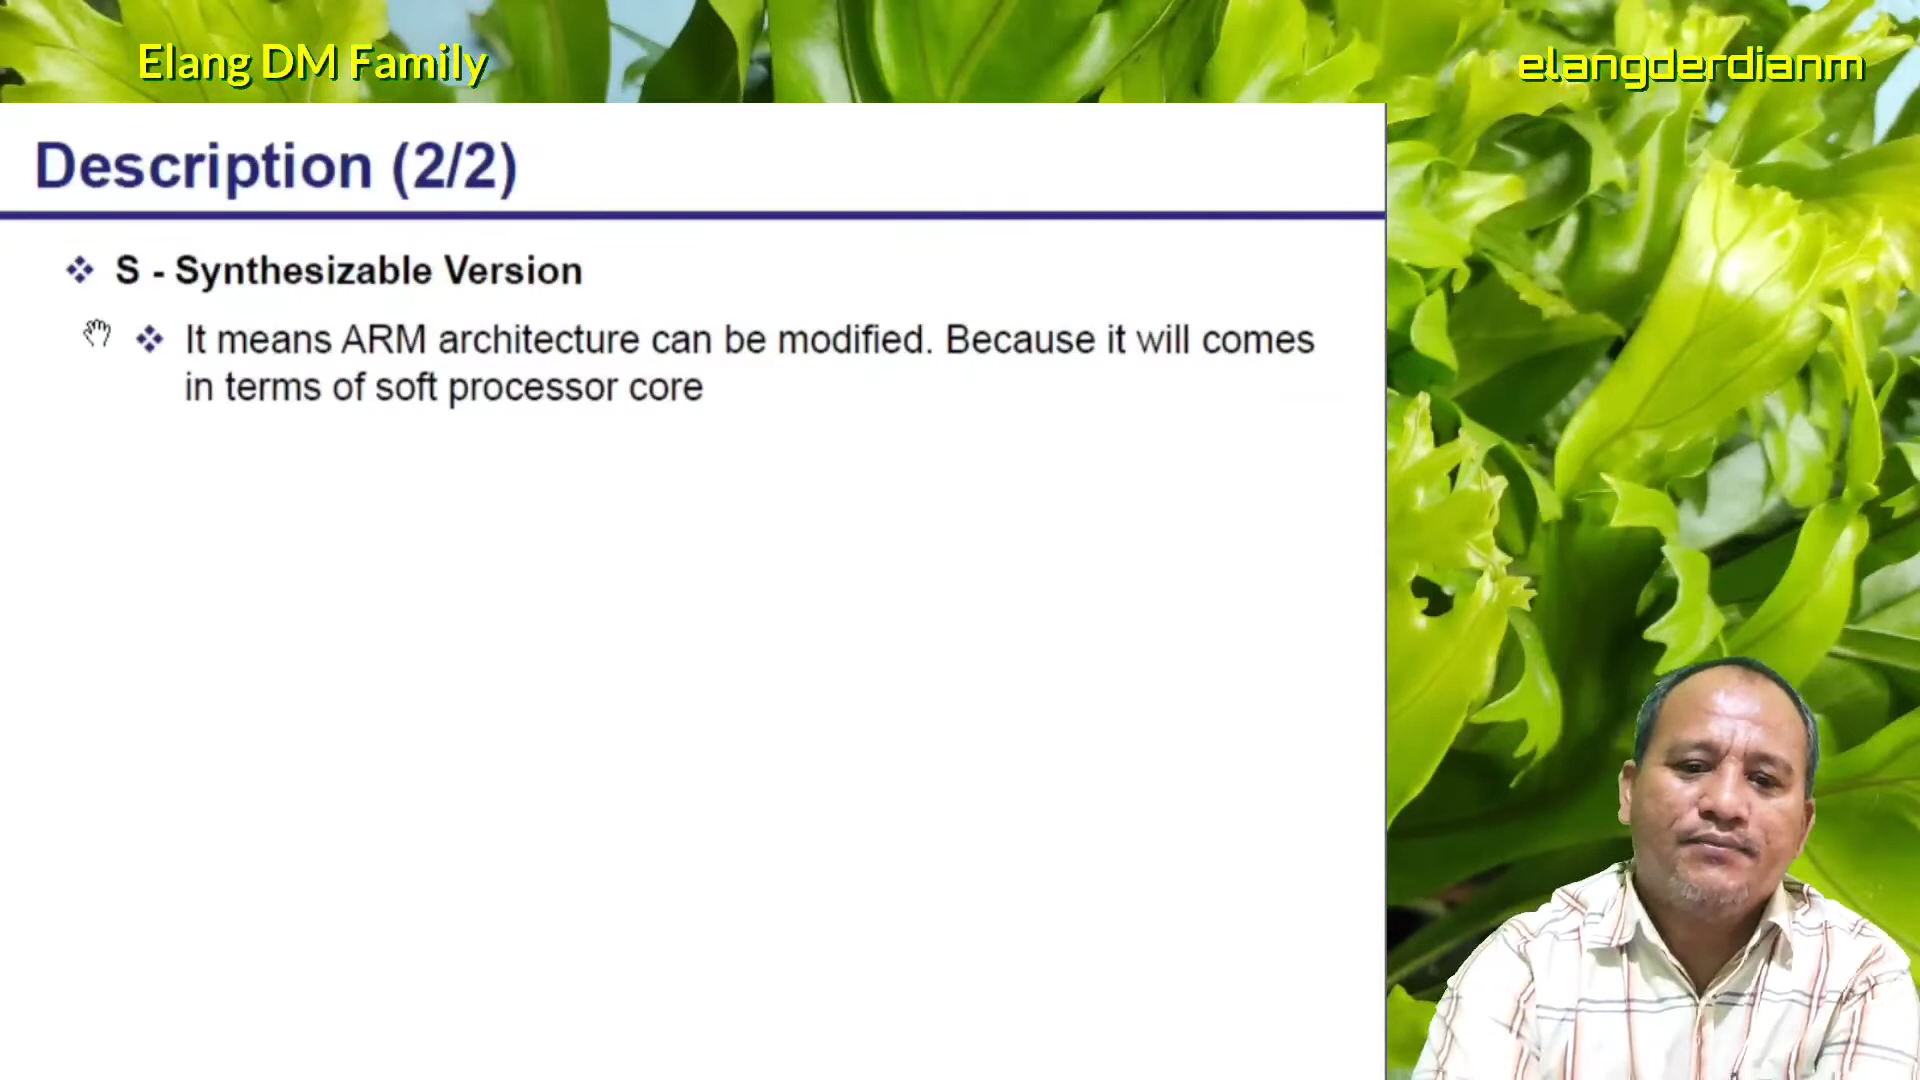 Elang DM Family
elangderdianm
Description (2/2)
S - Synthesizable Version
It means ARM architecture can be modified. Because it will comes
in terms of soft processor core